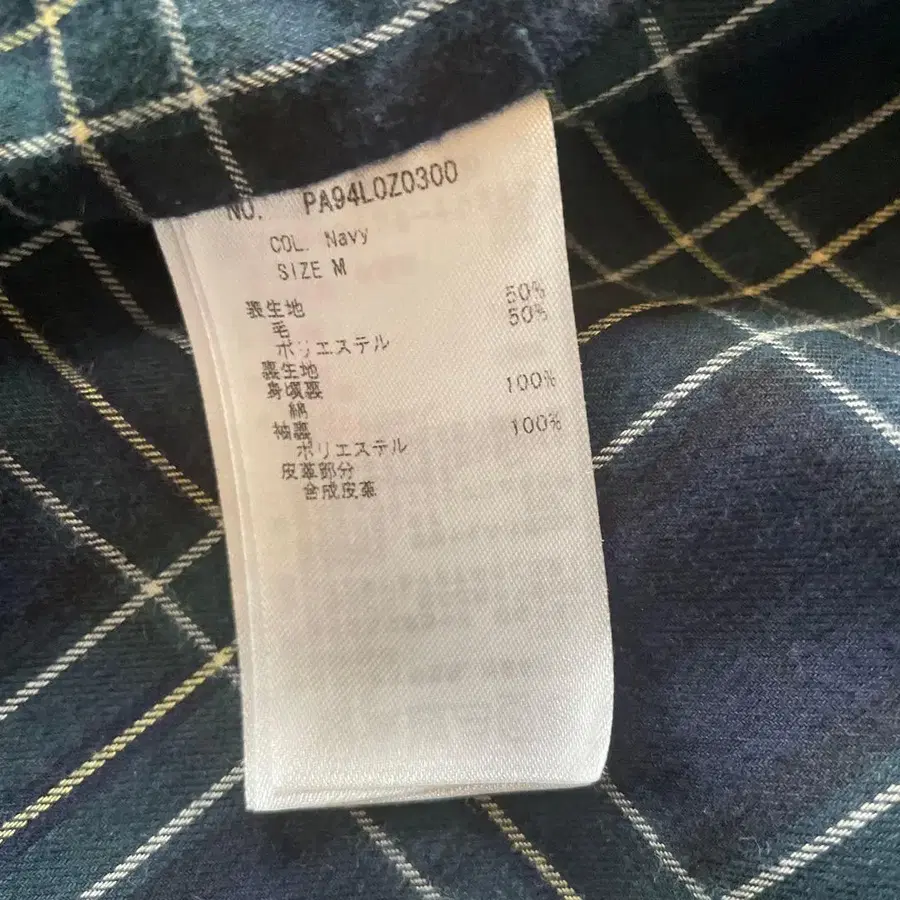 NO. PA94L0Z0300
COL. Navy
SIZE M
表生地
毛 50%
ポリエステル 50%
裏生地
身頃裏
綿 100%
袖裏
ポリエステル 100%
皮革部分
合成皮革